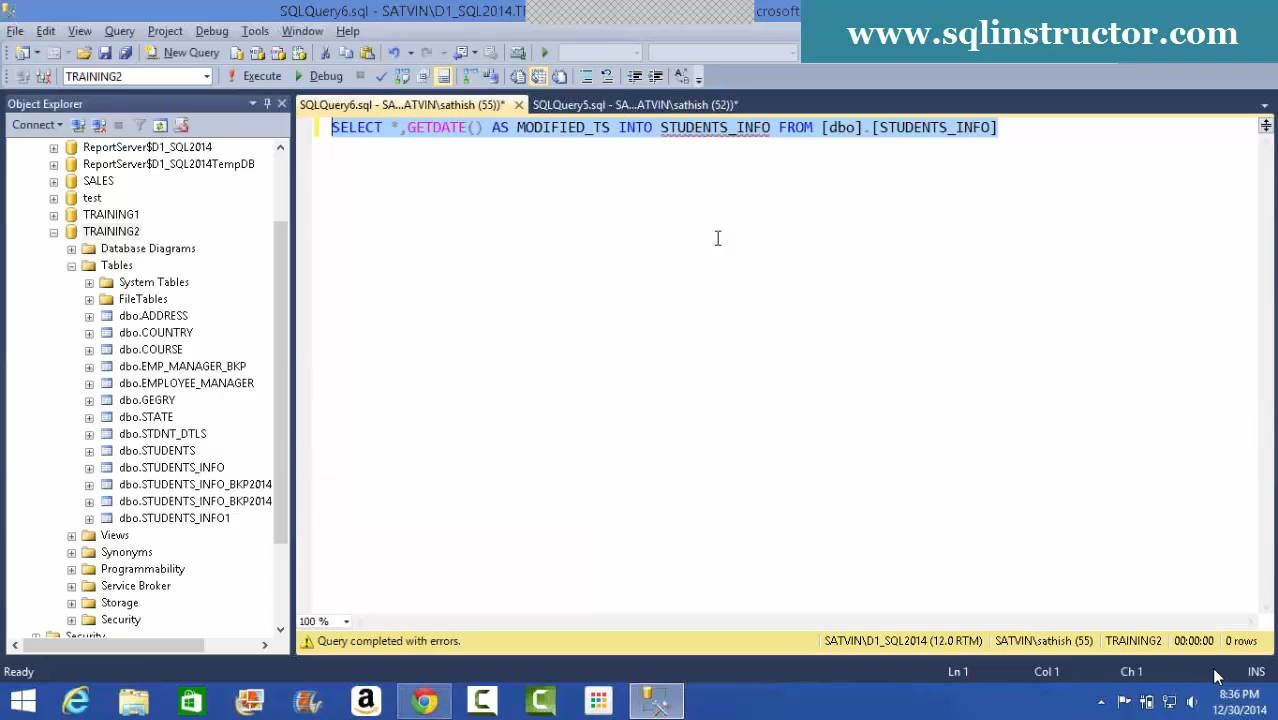 SQLQuery6.sql - SATVIN\D1_SQL2014.TR
crosoft
www.sqlinstructor.com
File Edit View Query Project Debug Tools Window Help
New Query
TRAINING2 Execute Debug
Object Explorer
SQLQuery6.sql - SA...ATVIN\sathish (55))* SQLQuery5.sql - SA...ATVIN\sathish (52))*
Connect
SELECT *,GETDATE() AS MODIFIED_TS INTO STUDENTS_INFO FROM [dbo].[STUDENTS_INFO]
ReportServer$D1_SQL2014
ReportServer$D1_SQL2014TempDB
SALES
test
TRAINING1
TRAINING2
Database Diagrams
Tables
System Tables
FileTables
dbo.ADDRESS
dbo.COUNTRY
dbo.COURSE
dbo.EMP_MANAGER_BKP
dbo.EMPLOYEE_MANAGER
dbo.GEGRY
dbo.STATE
dbo.STDNT_DTLS
dbo.STUDENTS
dbo.STUDENTS_INFO
dbo.STUDENTS_INFO_BKP2014
dbo.STUDENTS_INFO_BKP2014
dbo.STUDENTS_INFO1
Views
Synonyms
Programmability
Service Broker
Storage
Security
Security
100 %
Query completed with errors. SATVIN\D1_SQL2014 (12.0 RTM) SATVIN\sathish (55) TRAINING2 00:00:00 0 rows
Ready Ln 1 Col 1 Ch 1 INS
8:36 PM
12/30/2014